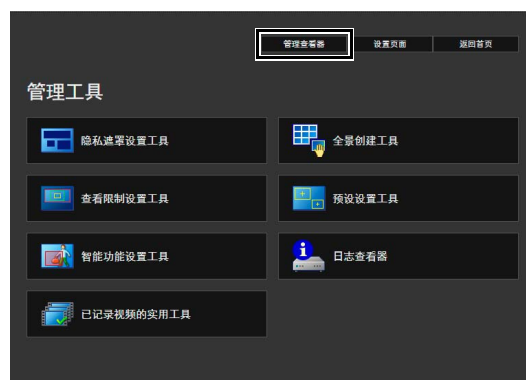 管理查看器 设置页面 返回首页
管理工具
隐私遮罩设置工具 全景创建工具
查看限制设置工具 预设设置工具
智能功能设置工具 日志查看器
已记录视频的实用工具